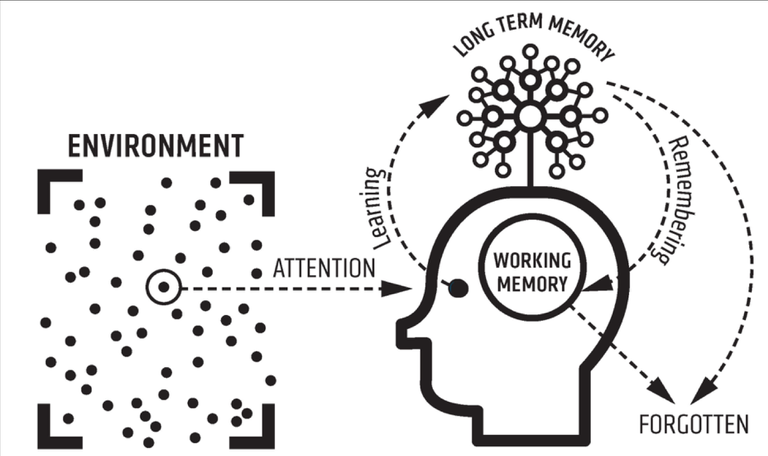 LONG TERM MEMORY
ENVIRONMENT
Learning
Remembering
ATTENTION
WORKING
MEMORY
FORGOTTEN